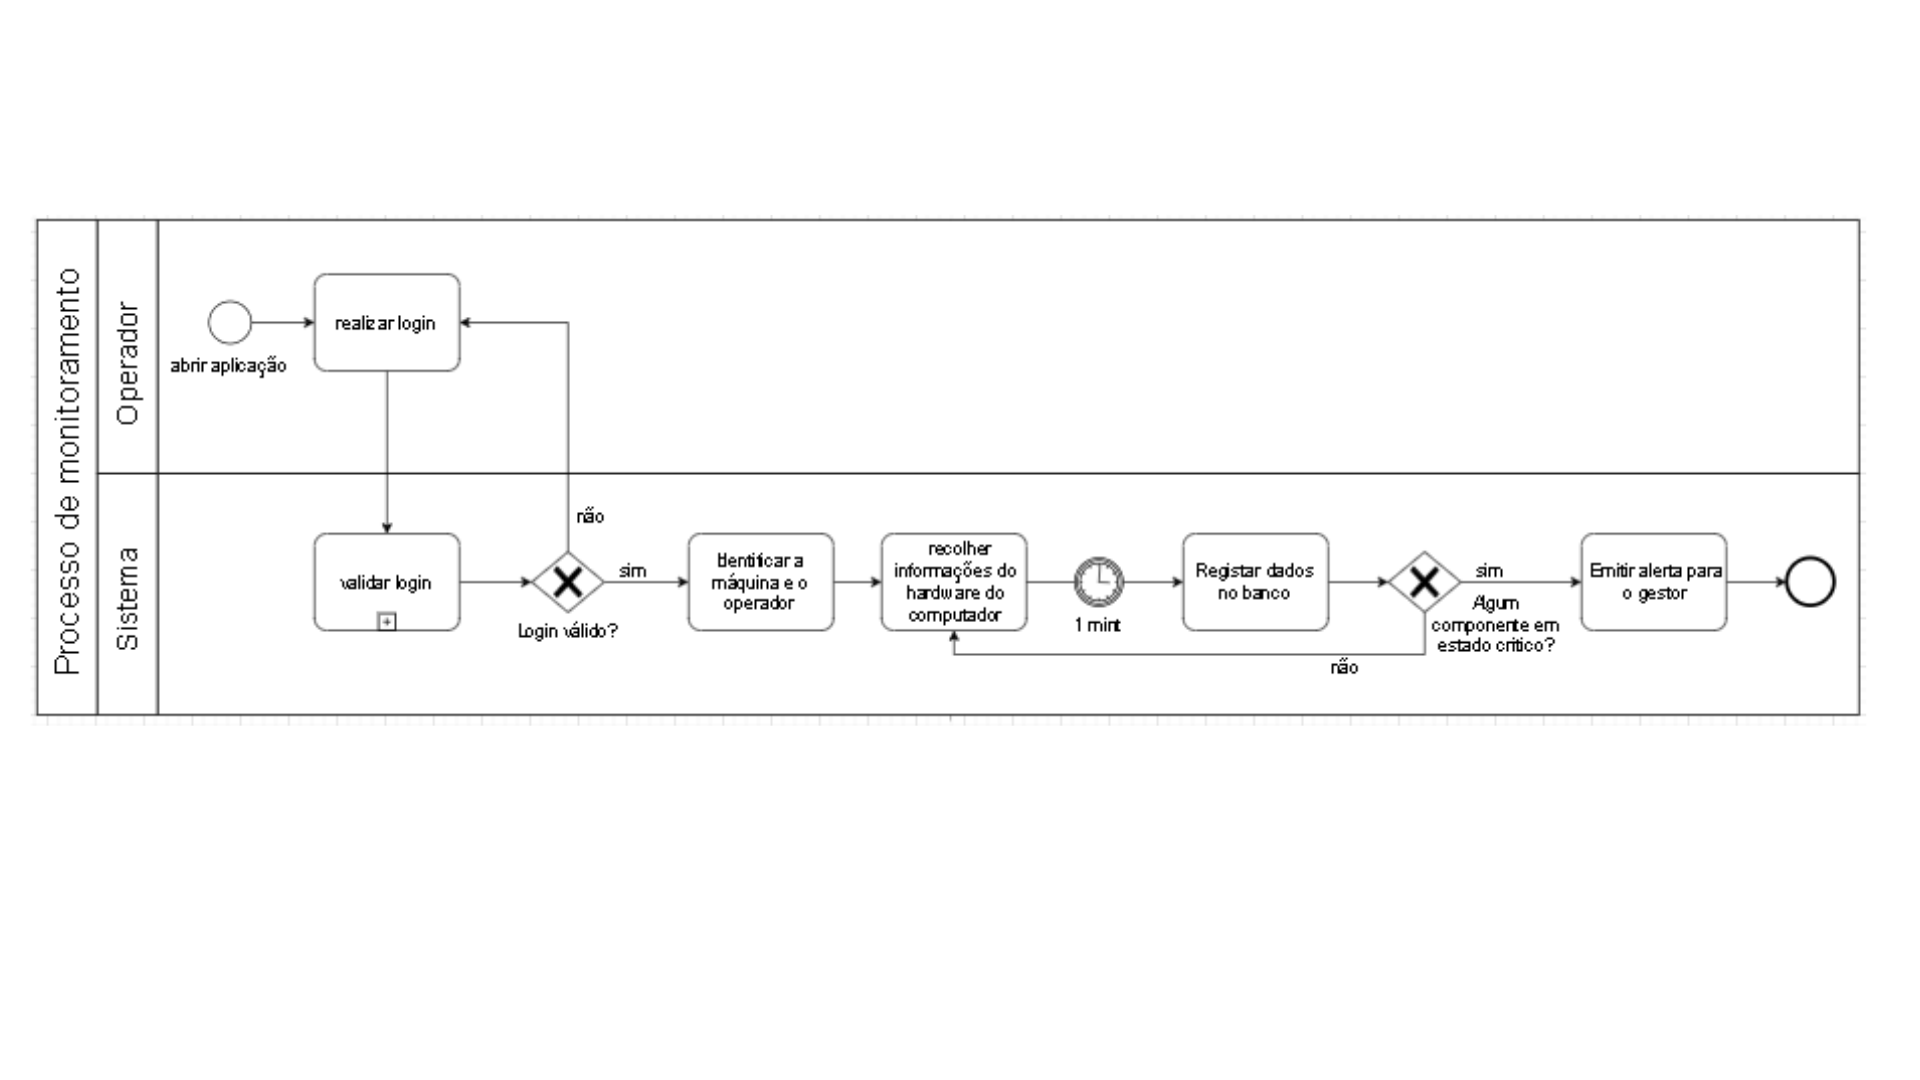 Processo de monitoramento
Operador
abrir aplicação
realizar login
Sistema
validar login
não
Login válido?
sim
Identificar a
máquina e o
operador
recolher
informações do
hardware do
computador
1 mint
Registar dados
no banco
sim
Algum
componente em
estado critico?
não
Emitir alerta para
o gestor